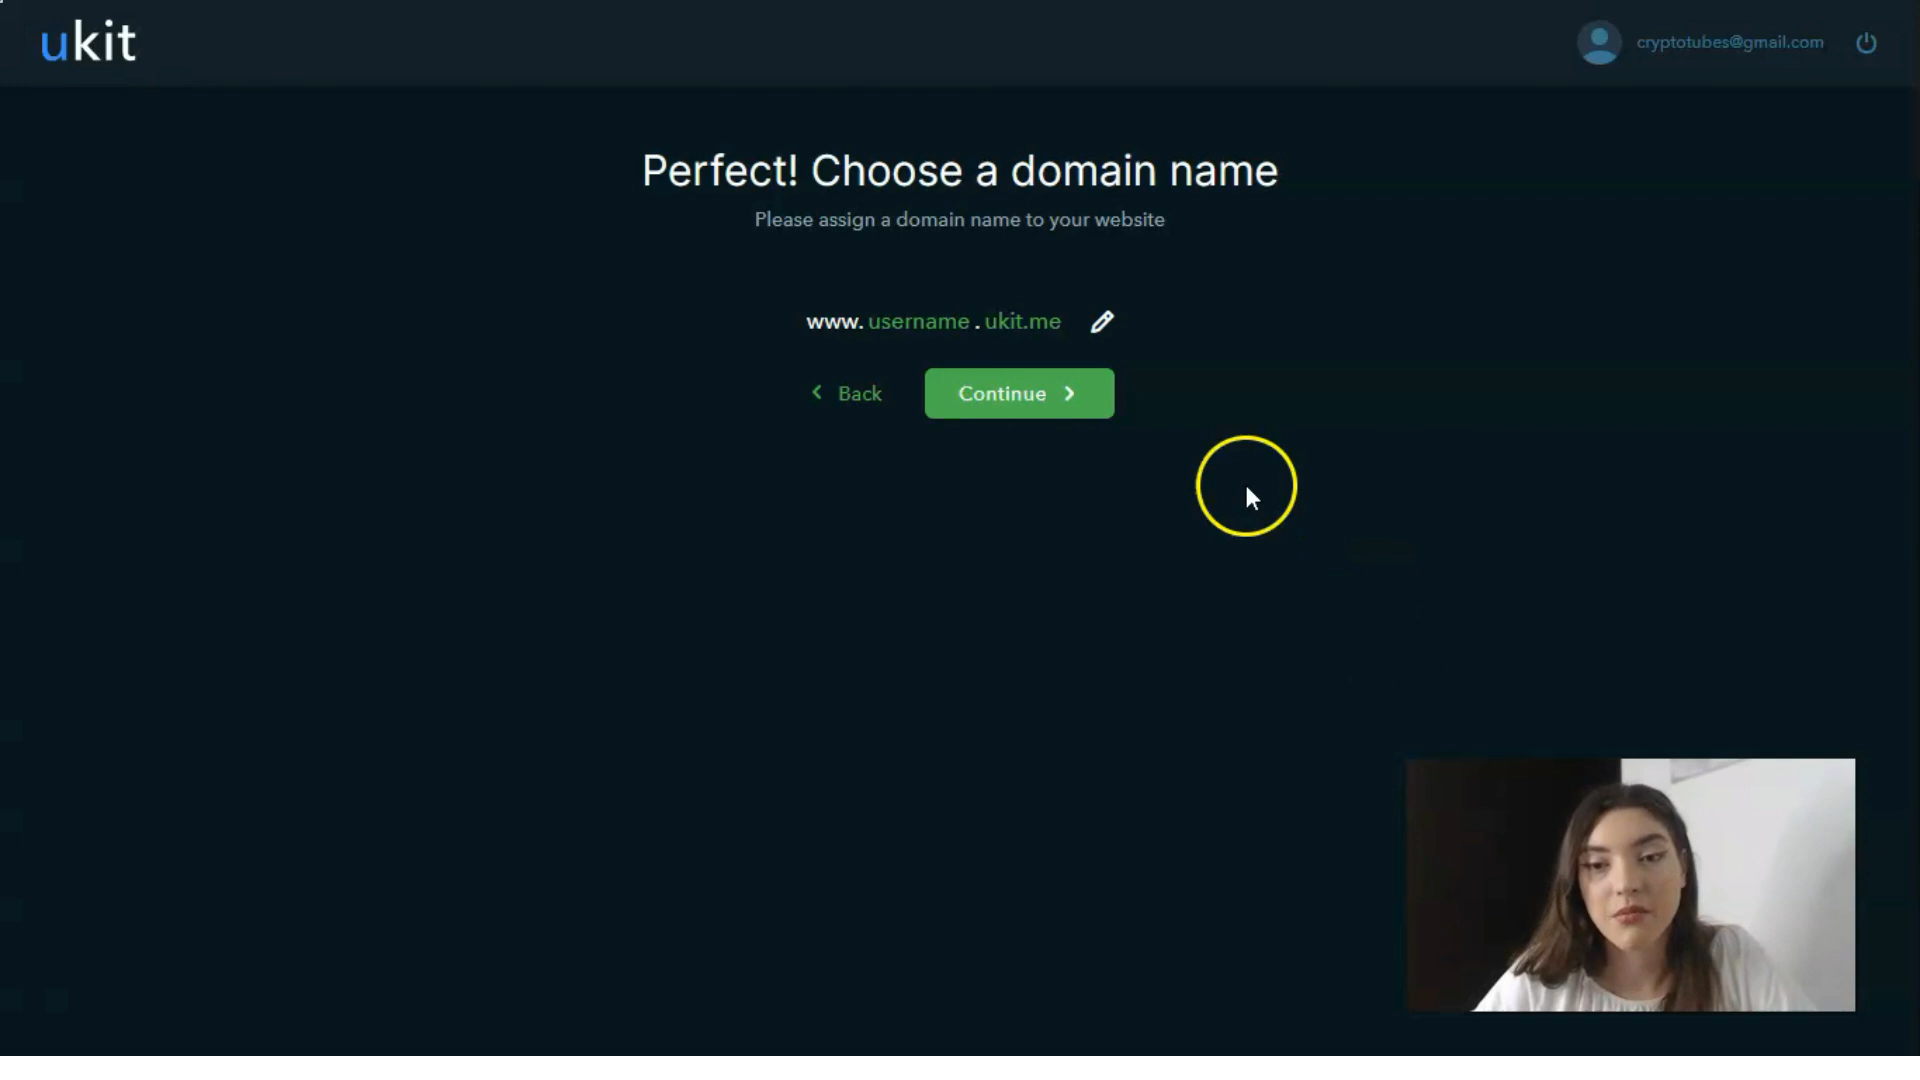 ukit
cryptotubes@gmail.com
Perfect! Choose a domain name
Please assign a domain name to your website
www. username . ukit.me
Back
Continue